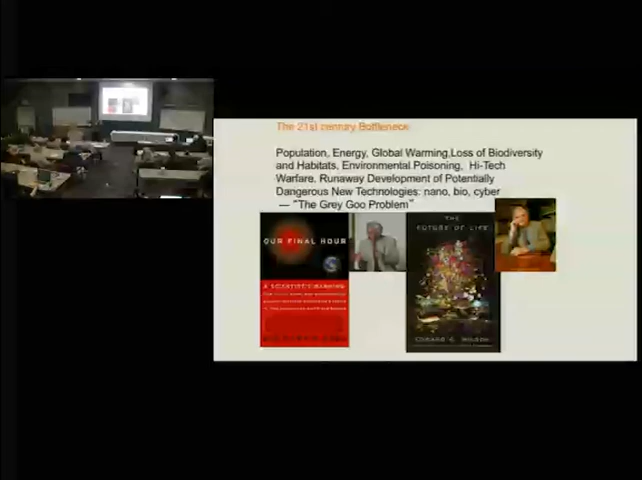 The 21st century Bottleneck
Population, Energy, Global Warming,Loss of Biodiversity
and Habitats, Environmental Poisoning, Hi-Tech
Warfare, Runaway Development of Potentially
Dangerous New Technologies: nano, bio, cyber
— "The Grey Goo Problem"
OUR FINAL HOUR
A SCIENTIST'S WARNING
THE
FUTURE OF LIFE
EDWARD O. WILSON